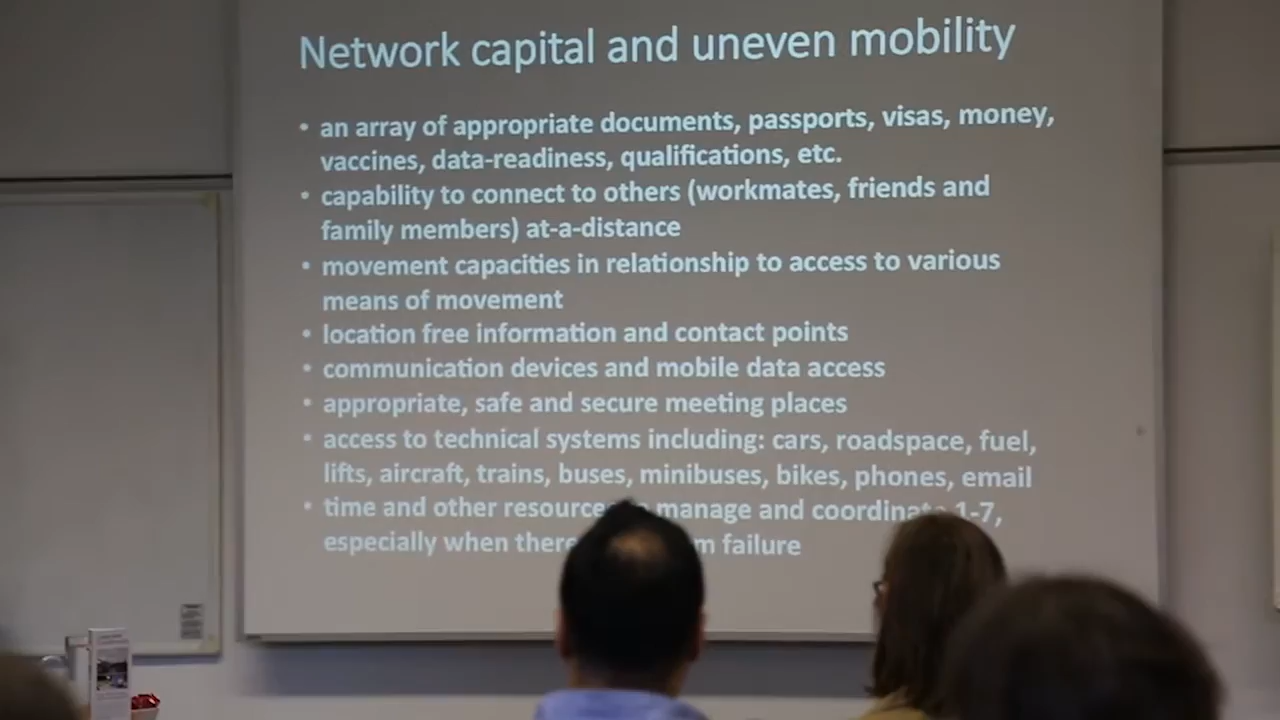 Network capital and uneven mobility
• an array of appropriate documents, passports, visas, money,
vaccines, data-readiness, qualifications, etc.
• capability to connect to others (workmates, friends and
family members) at-a-distance
• movement capacities in relationship to access to various
means of movement
• location free information and contact points
• communication devices and mobile data access
• appropriate, safe and secure meeting places
• access to technical systems including: cars, roadspace, fuel,
lifts, aircraft, trains, buses, minibuses, bikes, phones, email
• time and other resource manage and coordinate 1-7,
especially when there m failure